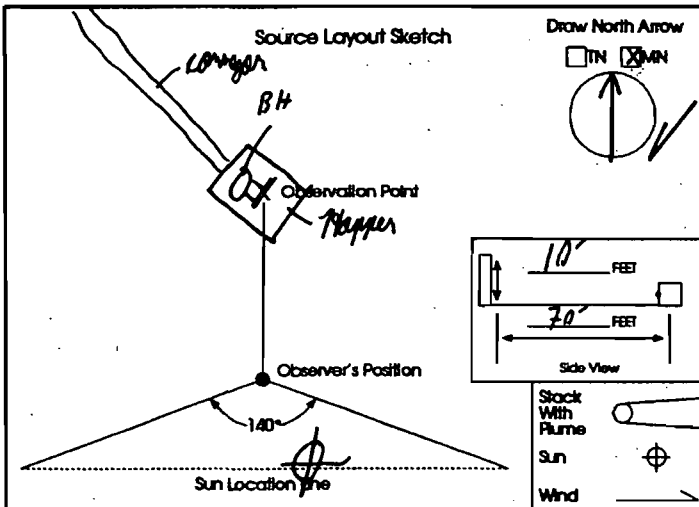 Draw North Arrow
Source Layout Sketch
TN X MN
BH
Observation Point
Hopper
10' FEET
70' FEET
Side View
Observer's Position
140°
Sun Location Line
Stack
With
Plume
Sun
Wind